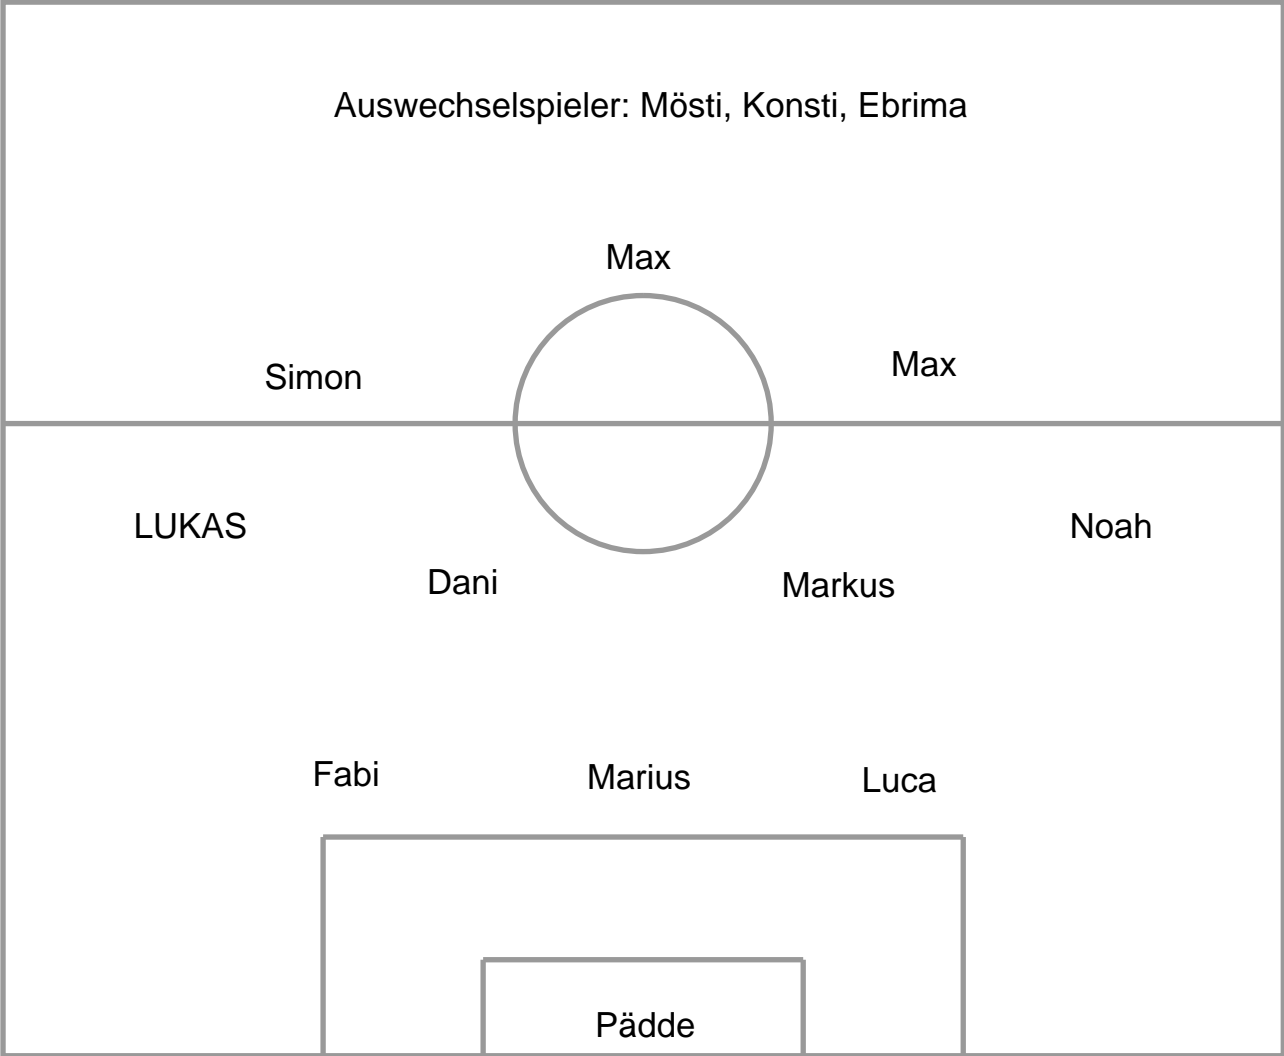 Auswechselspieler: Mösti, Konsti, Ebrima
Max
Simon
Max
LUKAS
Noah
Dani
Markus
Fabi
Marius
Luca
Pädde